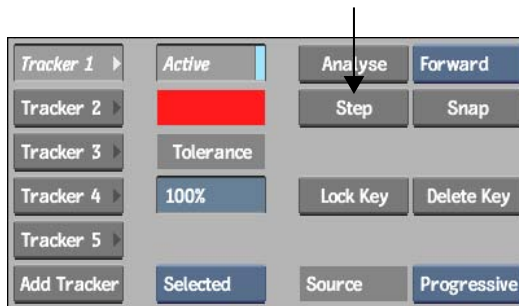 Tracker 1 Active Analyse Forward
Tracker 2 Step Snap
Tracker 3 Tolerance
Tracker 4 100% Lock Key Delete Key
Tracker 5
Add Tracker Selected Source Progressive